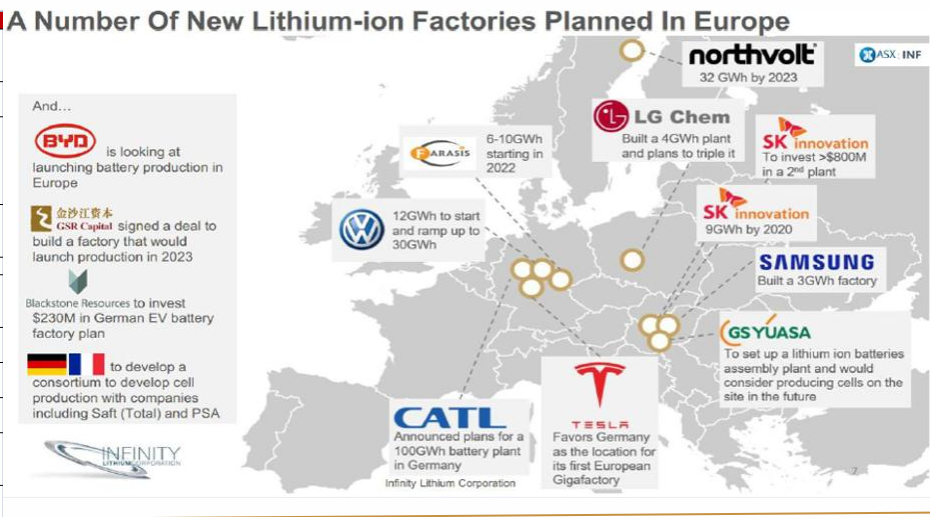 A Number Of New Lithium-ion Factories Planned In Europe
ASX: INF
northvolt
32 GWh by 2023
And...
BYD
is looking at
launching battery production in
Europe
金沙江资本
GSR Capital signed a deal to
build a factory that would
launch production in 2023
Blackstone Resources to invest
$230M in German EV battery
factory plan
to develop a
consortium to develop cell
production with companies
including Saft (Total) and PSA
INFINITY
LITHIUM CORPORATION
FARASIS
6-10GWh
starting in
2022
LG Chem
Built a 4GWh plant
and plans to triple it
SK innovation
To invest >$800M
in a 2nd plant
12GWh to start
and ramp up to
30GWh
SK innovation
9GWh by 2020
SAMSUNG
Built a 3GWh factory
GS YUASA
To set up a lithium ion batteries
assembly plant and would
consider producing cells on the
site in the future
CATL
Announced plans for a
100GWh battery plant
in Germany
Infinity Lithium Corporation
TESLA
Favors Germany
as the location for
its first European
Gigafactory
7